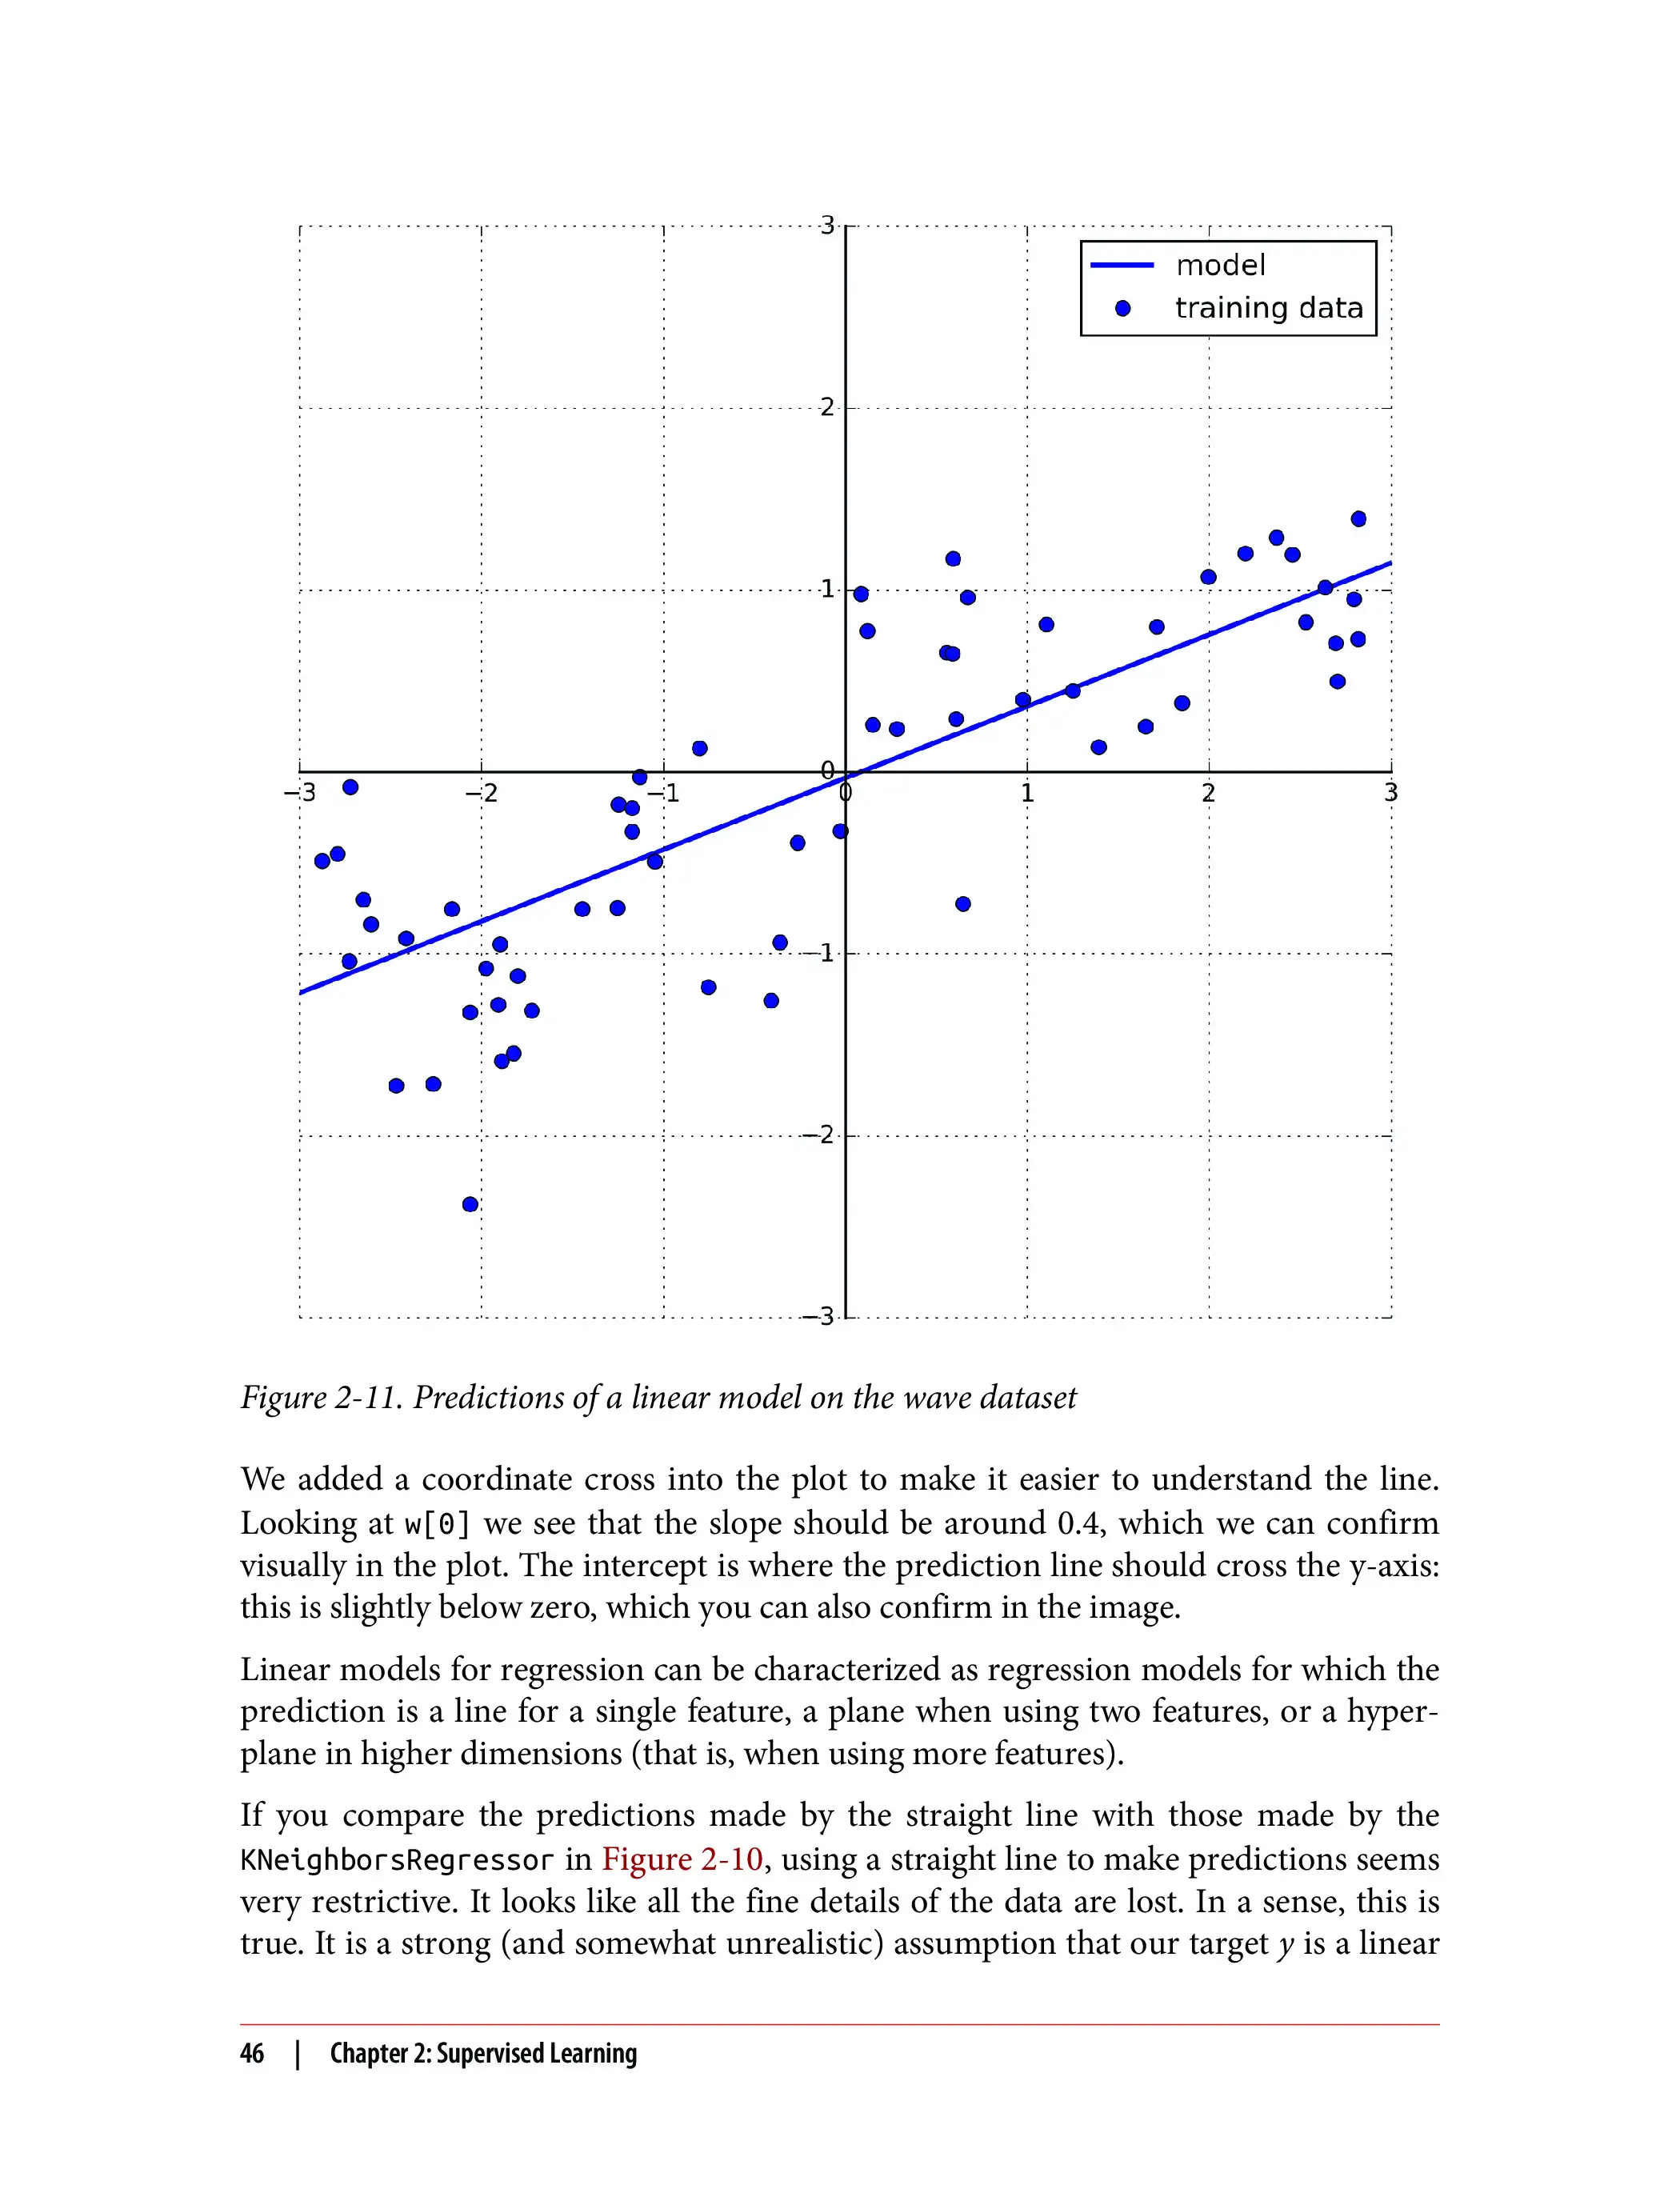 3
model
training data
2
1
0
−3
−2
−1
0
1
2
3
−1
−2
−3
Figure 2-11. Predictions of a linear model on the wave dataset
We added a coordinate cross into the plot to make it easier to understand the line.
Looking at w[0] we see that the slope should be around 0.4, which we can confirm
visually in the plot. The intercept is where the prediction line should cross the y-axis:
this is slightly below zero, which you can also confirm in the image.
Linear models for regression can be characterized as regression models for which the
prediction is a line for a single feature, a plane when using two features, or a hyper-
plane in higher dimensions (that is, when using more features).
If you compare the predictions made by the straight line with those made by the
KNeighborsRegressor in Figure 2-10, using a straight line to make predictions seems
very restrictive. It looks like all the fine details of the data are lost. In a sense, this is
true. It is a strong (and somewhat unrealistic) assumption that our target y is a linear
46 | Chapter 2: Supervised Learning